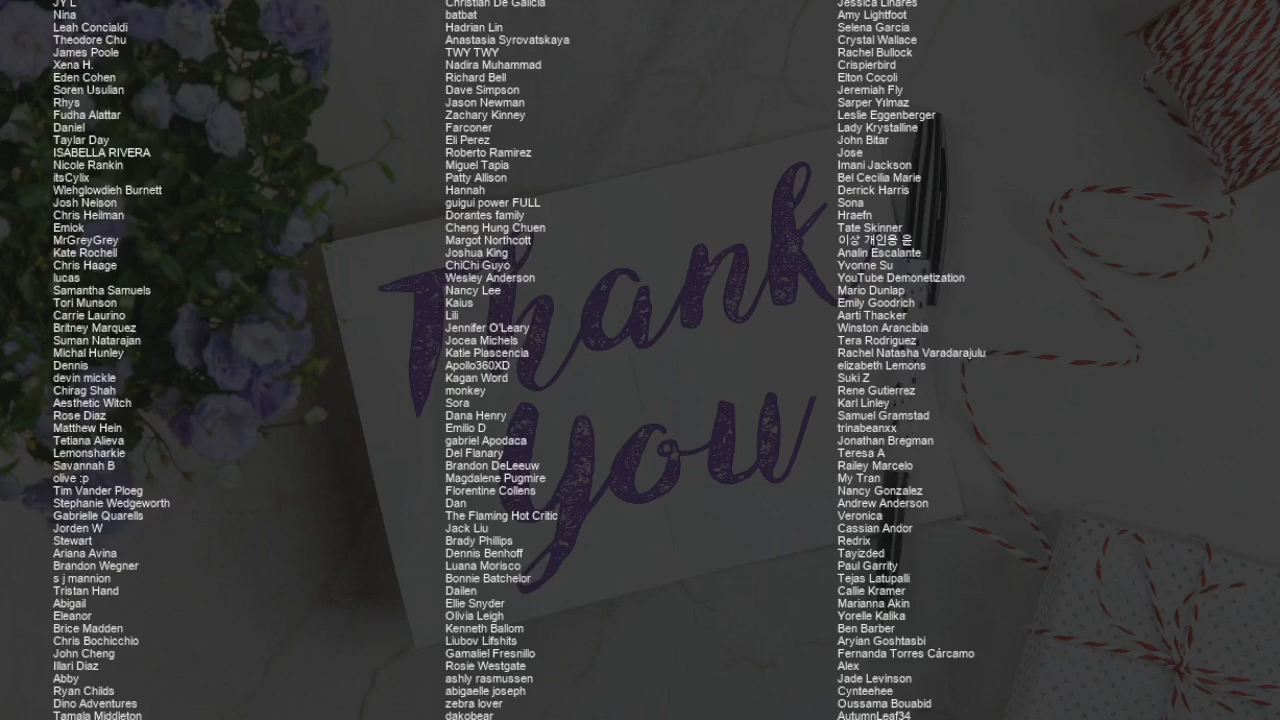 JY L
Nina
Leah Concialdi
Theodore Chu
James Poole
Xena H.
Eden Cohen
Soren Usulian
Rhys
Fudha Alattar
Daniel
Taylar Day
ISABELLA RIVERA
Nicole Rankin
itsCylix
Wiehglowdieh Burnett
Josh Nelson
Chris Heilman
Emiok
MrGreyGrey
Kate Rochell
Chris Haage
lucas
Samantha Samuels
Tori Munson
Carrie Laurino
Britney Marquez
Suman Natarajan
Michal Hunley
Dennis
devin mickle
Chirag Shah
Aesthetic Witch
Rose Diaz
Matthew Hein
Tetiana Alieva
Lemonsharkie
Savannah B
olive :p
Tim Vander Ploeg
Stephanie Wedgeworth
Gabrielle Quarells
Jorden W
Stewart
Ariana Avina
Brandon Wegner
s j mannion
Tristan Hand
Abigail
Eleanor
Brice Madden
Chris Bochicchio
John Cheng
Illari Diaz
Abby
Ryan Childs
Dino Adventures
Tamala Middleton
Christian De Galicia
batbat
Hadrian Lin
Anastasia Syrovatskaya
TWY TWY
Nadira Muhammad
Richard Bell
Dave Simpson
Jason Newman
Zachary Kinney
Farconer
Eli Perez
Roberto Ramirez
Miguel Tapia
Patty Allison
Hannah
guigui power FULL
Dorantes family
Cheng Hung Chuen
Margot Northcott
Joshua King
ChiChi Guyo
Wesley Anderson
Nancy Lee
Kaius
Lili
Jennifer O'Leary
Jocea Michels
Katie Plascencia
Apollo360XD
Kagan Word
monkey
Sora
Dana Henry
Emilio D
gabriel Apodaca
Del Flanary
Brandon DeLeeuw
Magdalene Pugmire
Florentine Collens
Dan
The Flaming Hot Critic
Jack Liu
Brady Phillips
Dennis Benhoff
Luana Morisco
Bonnie Batchelor
Dallen
Ellie Snyder
Olivia Leigh
Kenneth Ballom
Liubov Lifshits
Gamaliel Fresnillo
Rosie Westgate
ashly rasmussen
abigaelle joseph
zebra lover
dakobear
Jessica Linares
Amy Lightfoot
Selena Garcia
Crystal Wallace
Rachel Bullock
Crispierbird
Elton Cocoli
Jeremiah Fly
Sarper Yılmaz
Leslie Eggenberger
Lady Krystalline
John Bitar
Jose
Imani Jackson
Bel Cecilia Marie
Derrick Harris
Sona
Hraefn
Tate Skinner
이상 개인용 윤
Analin Escalante
Yvonne Su
YouTube Demonetization
Mario Dunlap
Emily Goodrich
Aarti Thacker
Winston Arancibia
Tera Rodriguez
Rachel Natasha Varadarajulu
elizabeth Lemons
Suki Z
Rene Gutierrez
Karl Linley
Samuel Gramstad
trinabeanxx
Jonathan Bregman
Teresa A
Railey Marcelo
My Tran
Nancy Gonzalez
Andrew Anderson
Veronica
Cassian Andor
Redrix
Tayizded
Paul Garrity
Tejas Latupalli
Callie Kramer
Marianna Akin
Yorelle Kalika
Ben Barber
Aryian Goshtasbi
Fernanda Torres Cárcamo
Alex
Jade Levinson
Cynteehee
Oussama Bouabid
AutumnLeaf34
Thank
you